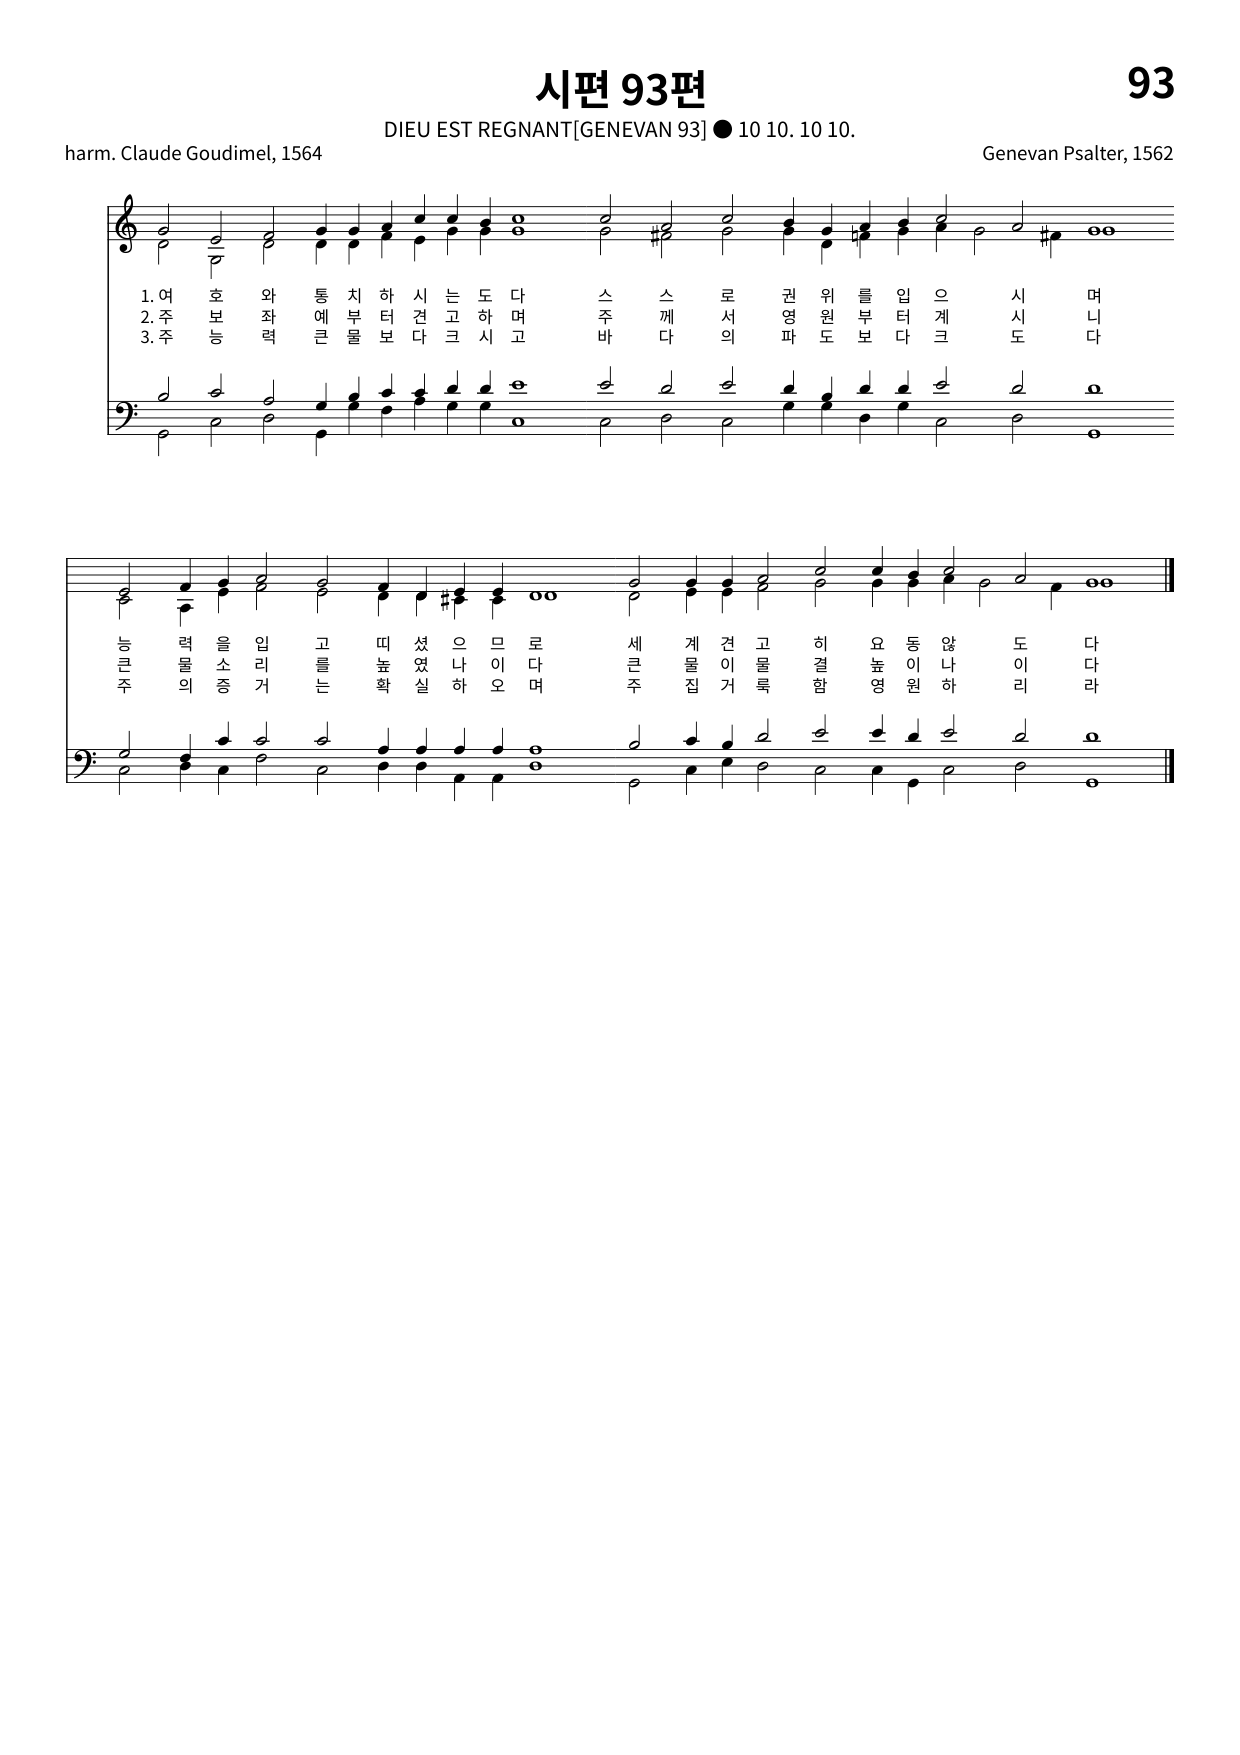 시편 93편
93
DIEU EST REGNANT[GENEVAN 93] ● 10 10. 10 10.
harm. Claude Goudimel, 1564
Genevan Psalter, 1562
1. 여 호 와 통 치 하 시 는 도 다 스 스 로 권 위 를 입 으 시 며
2. 주 보 좌 예 부 터 견 고 하 며 주 께 서 영 원 부 터 계 시 니
3. 주 능 력 큰 물 보 다 크 시 고 바 다 의 파 도 보 다 크 도 다
능 력 을 입 고 띠 셨 으 므 로 세 계 견 고 히 요 동 않 도 다
큰 물 소 리 를 높 였 나 이 다 큰 물 이 물 결 높 이 나 이 다
주 의 증 거 는 확 실 하 오 며 주 집 거 룩 함 영 원 하 리 라